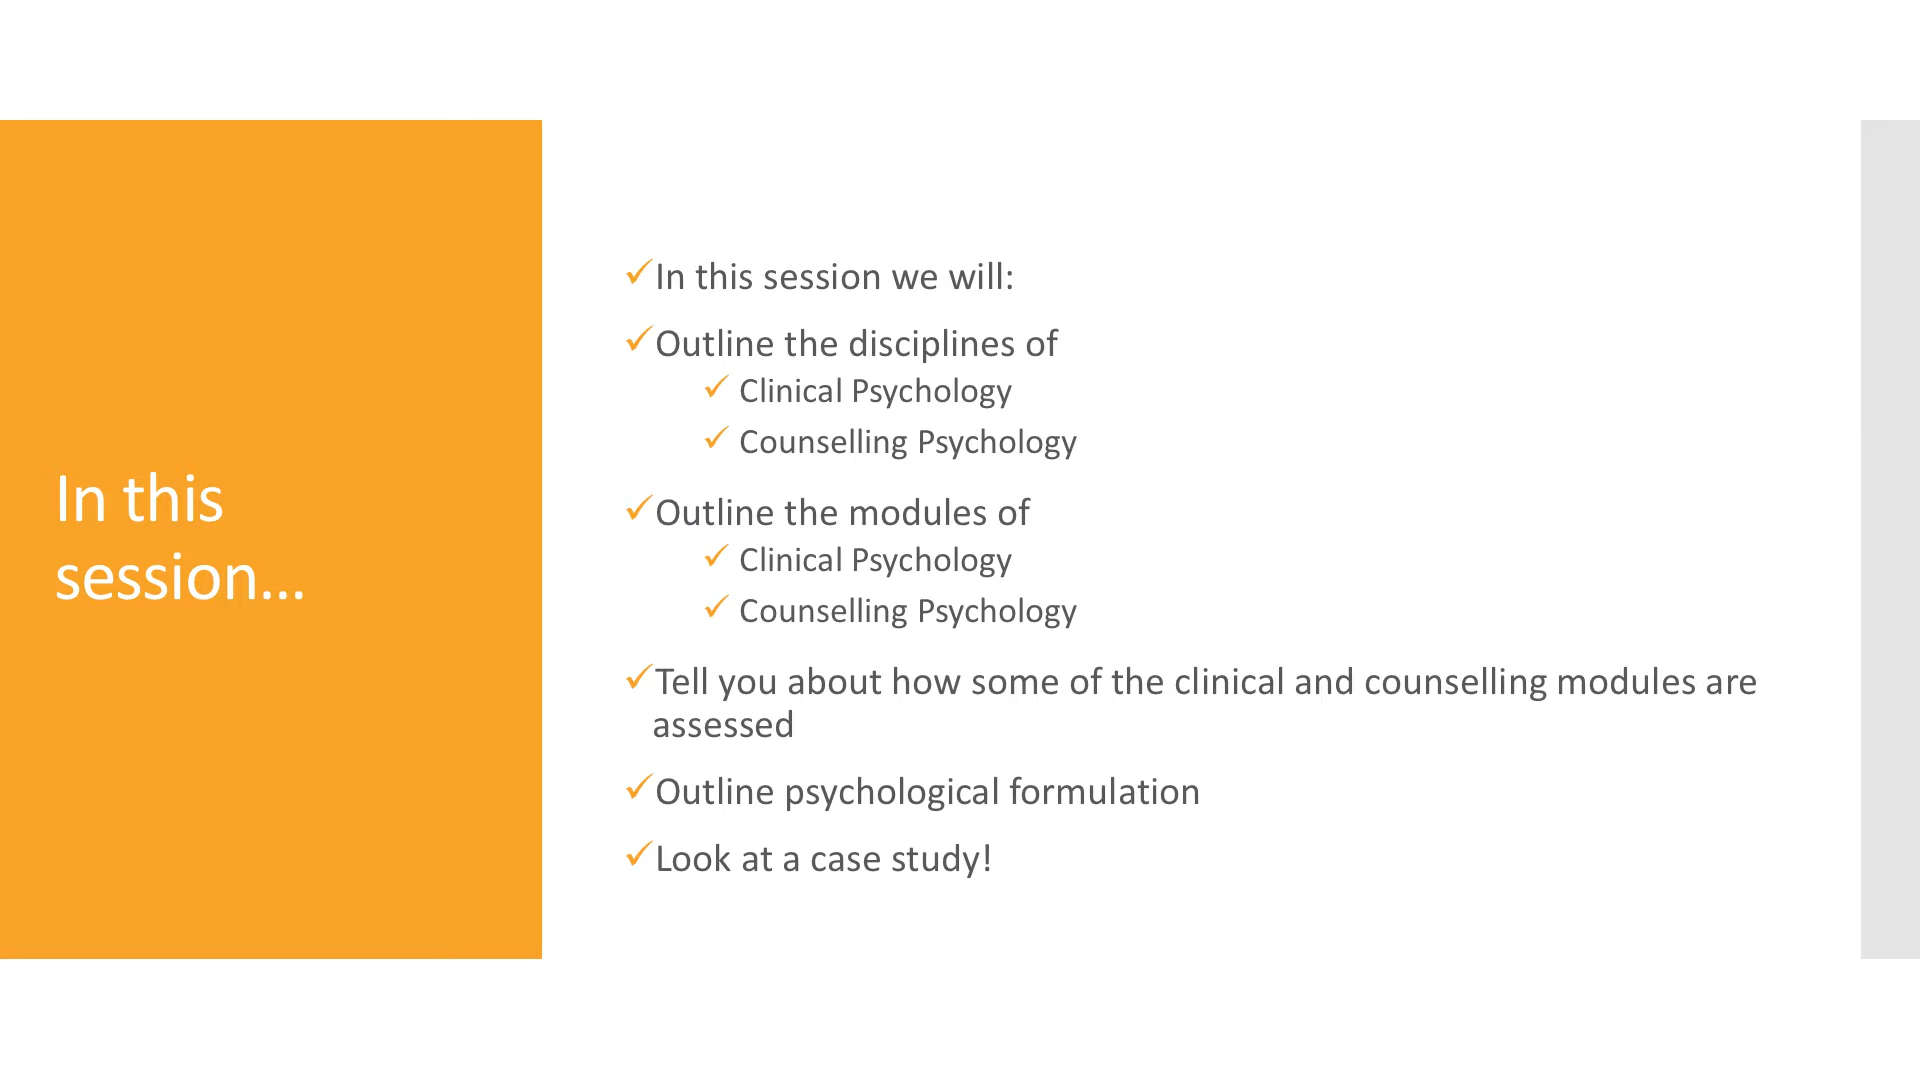 In this
session...
In this session we will:
Outline the disciplines of
Clinical Psychology
Counselling Psychology
Outline the modules of
Clinical Psychology
Counselling Psychology
Tell you about how some of the clinical and counselling modules are
assessed
Outline psychological formulation
Look at a case study!